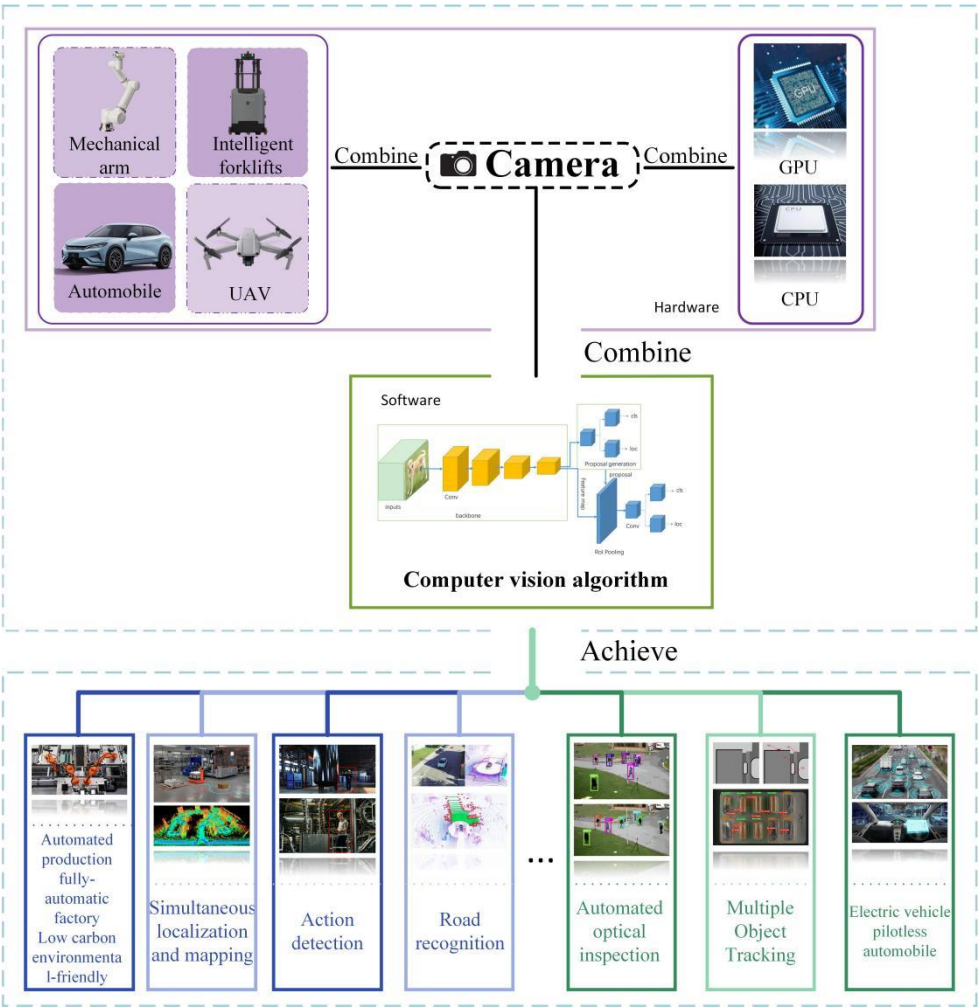 Mechanical
arm
Intelligent
forklifts
Automobile
UAV
Combine
Camera
Combine
GPU
GPU
CPU
CPU
Hardware
Combine
Software
inputs
Conv
backbone
cls
loc
Proposal generation
proposal
feature map
RoI Pooling
Conv
cls
loc
Computer vision algorithm
Achieve
Automated
production
fully-
automatic
factory
Low carbon
environmenta
l-friendly
Simultaneous
localization
and mapping
Action
detection
Road
recognition
...
Automated
optical
inspection
Multiple
Object
Tracking
Electric vehicle
pilotless
automobile